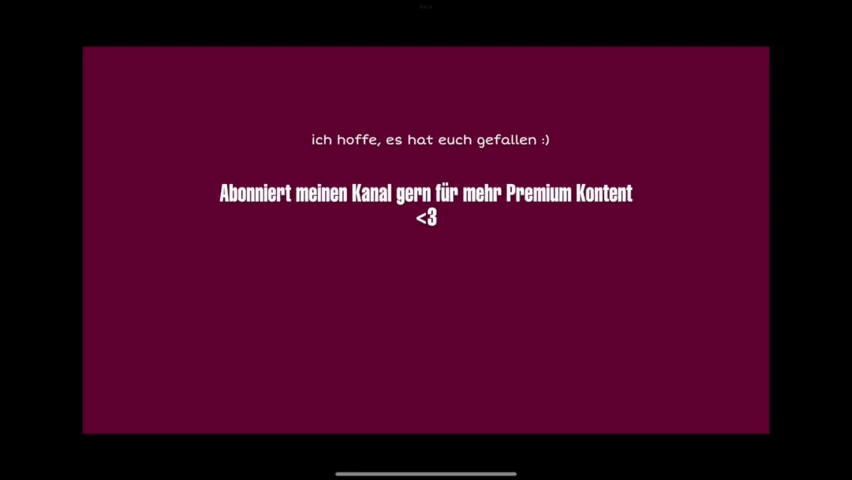 ich hoffe, es hat euch gefallen :)
Abonniert meinen Kanal gern für mehr Premium Kontent
<3